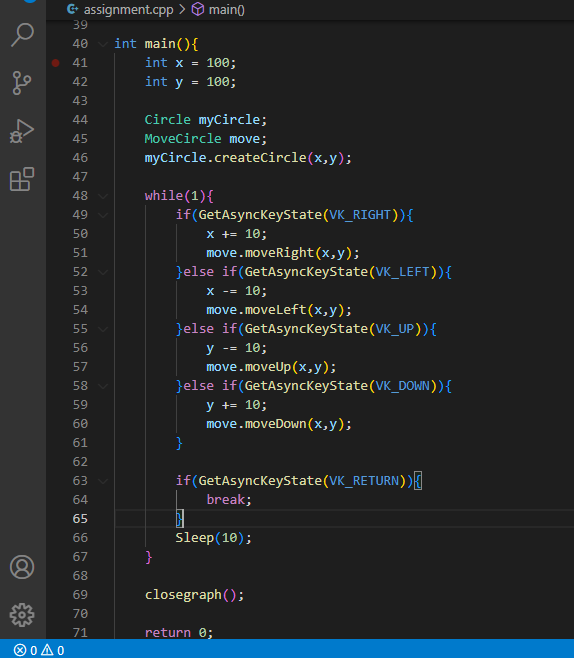 assignment.cpp > main()
39
40 int main(){
41 int x = 100;
42 int y = 100;
43
44 Circle myCircle;
45 MoveCircle move;
46 myCircle.createCircle(x,y);
47
48 while(1){
49 if(GetAsyncKeyState(VK_RIGHT)){
50 x += 10;
51 move.moveRight(x,y);
52 }else if(GetAsyncKeyState(VK_LEFT)){
53 x -= 10;
54 move.moveLeft(x,y);
55 }else if(GetAsyncKeyState(VK_UP)){
56 y -= 10;
57 move.moveUp(x,y);
58 }else if(GetAsyncKeyState(VK_DOWN)){
59 y += 10;
60 move.moveDown(x,y);
61 }
62
63 if(GetAsyncKeyState(VK_RETURN)){
64 break;
65 }
66 Sleep(10);
67 }
68
69 closegraph();
70
71 return 0;
0 0